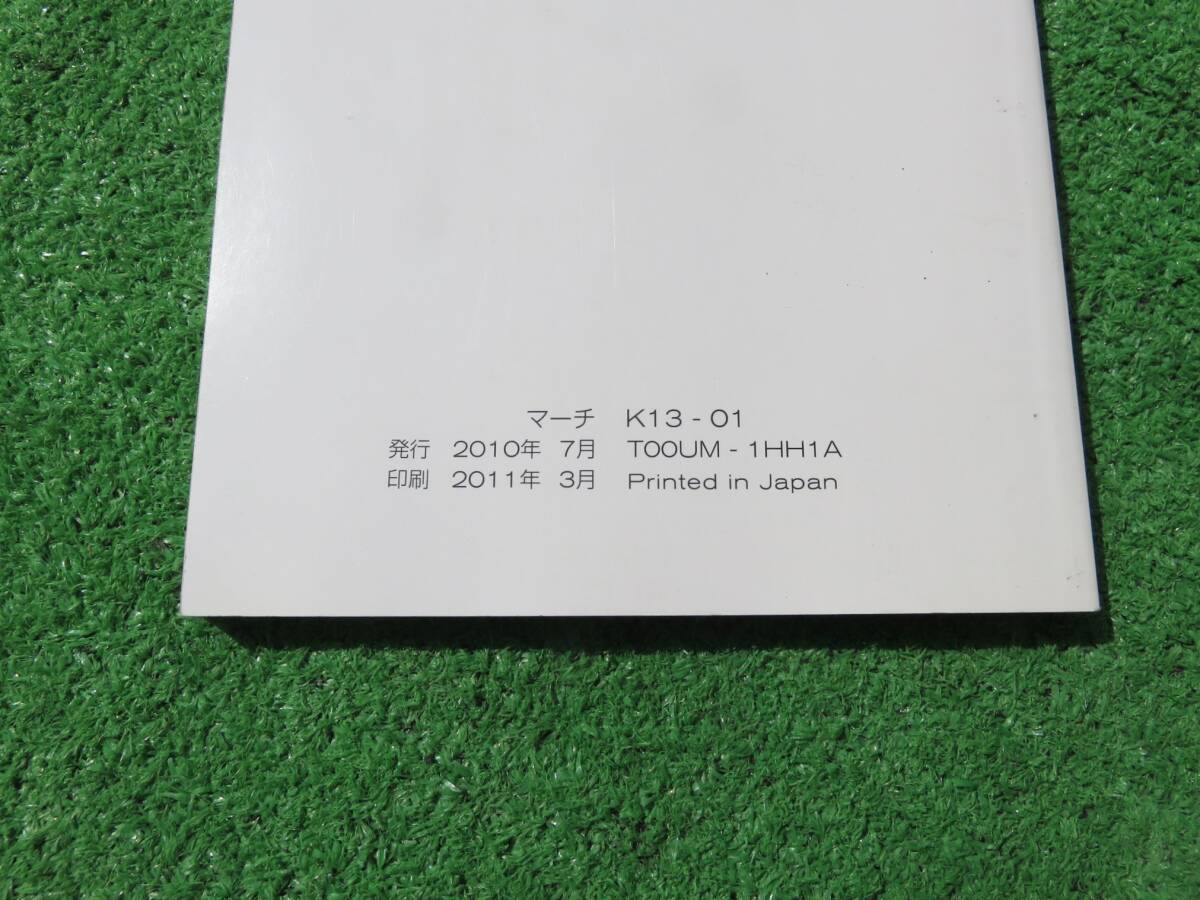 マーチ K13 - 01
発行 2010年 7月 T00UM - 1HH1A
印刷 2011年 3月 Printed in Japan